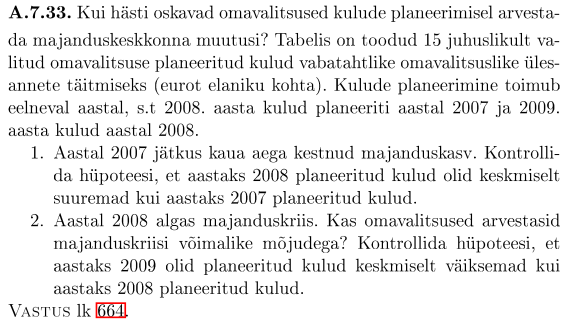 A.7.33. Kui hästi oskavad omavalitsused kulude planeerimisel arvesta-
da majanduskeskkonna muutusi? Tabelis on toodud 15 juhuslikult va-
litud omavalitsuse planeeritud kulud vabatahtlike omavalitsuslike üles-
annete täitmiseks (eurot elaniku kohta). Kulude planeerimine toimub
eelneval aastal, s.t 2008. aasta kulud planeeriti aastal 2007 ja 2009.
aasta kulud aastal 2008.
1. Aastal 2007 jätkus kaua aega kestnud majanduskasv. Kontrolli-
da hüpoteesi, et aastaks 2008 planeeritud kulud olid keskmiselt
suuremad kui aastaks 2007 planeeritud kulud.
2. Aastal 2008 algas majanduskriis. Kas omavalitsused arvestasid
majanduskriisi võimalike mõjudega? Kontrollida hüpoteesi, et
aastaks 2009 olid planeeritud kulud keskmiselt väiksemad kui
aastaks 2008 planeeritud kulud.
VASTUS lk 664.